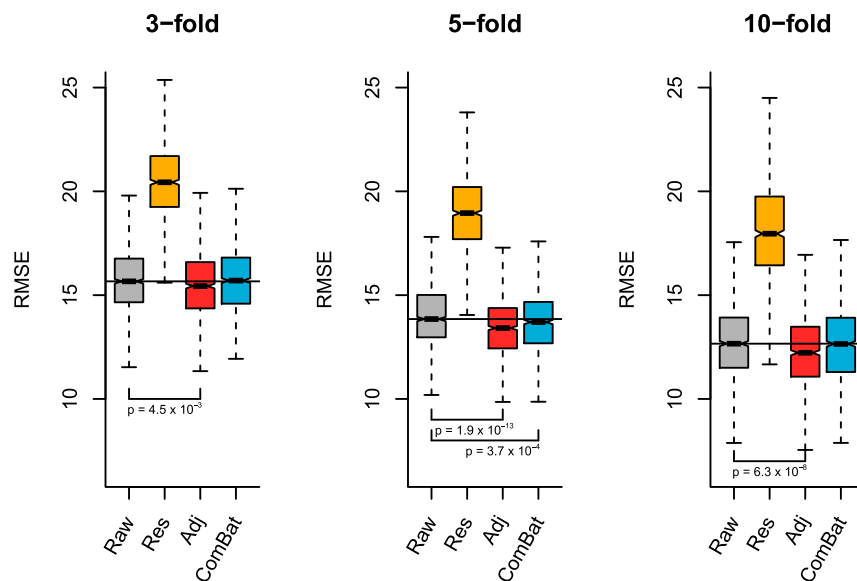 3−fold
5−fold
10−fold
RMSE
25
20
15
10
p = 4.5 x 10⁻³
Raw
Res
Adj
ComBat
RMSE
25
20
15
10
p = 1.9 x 10⁻¹³
p = 3.7 x 10⁻⁴
Raw
Res
Adj
ComBat
RMSE
25
20
15
10
p = 6.3 x 10⁻⁸
Raw
Res
Adj
ComBat